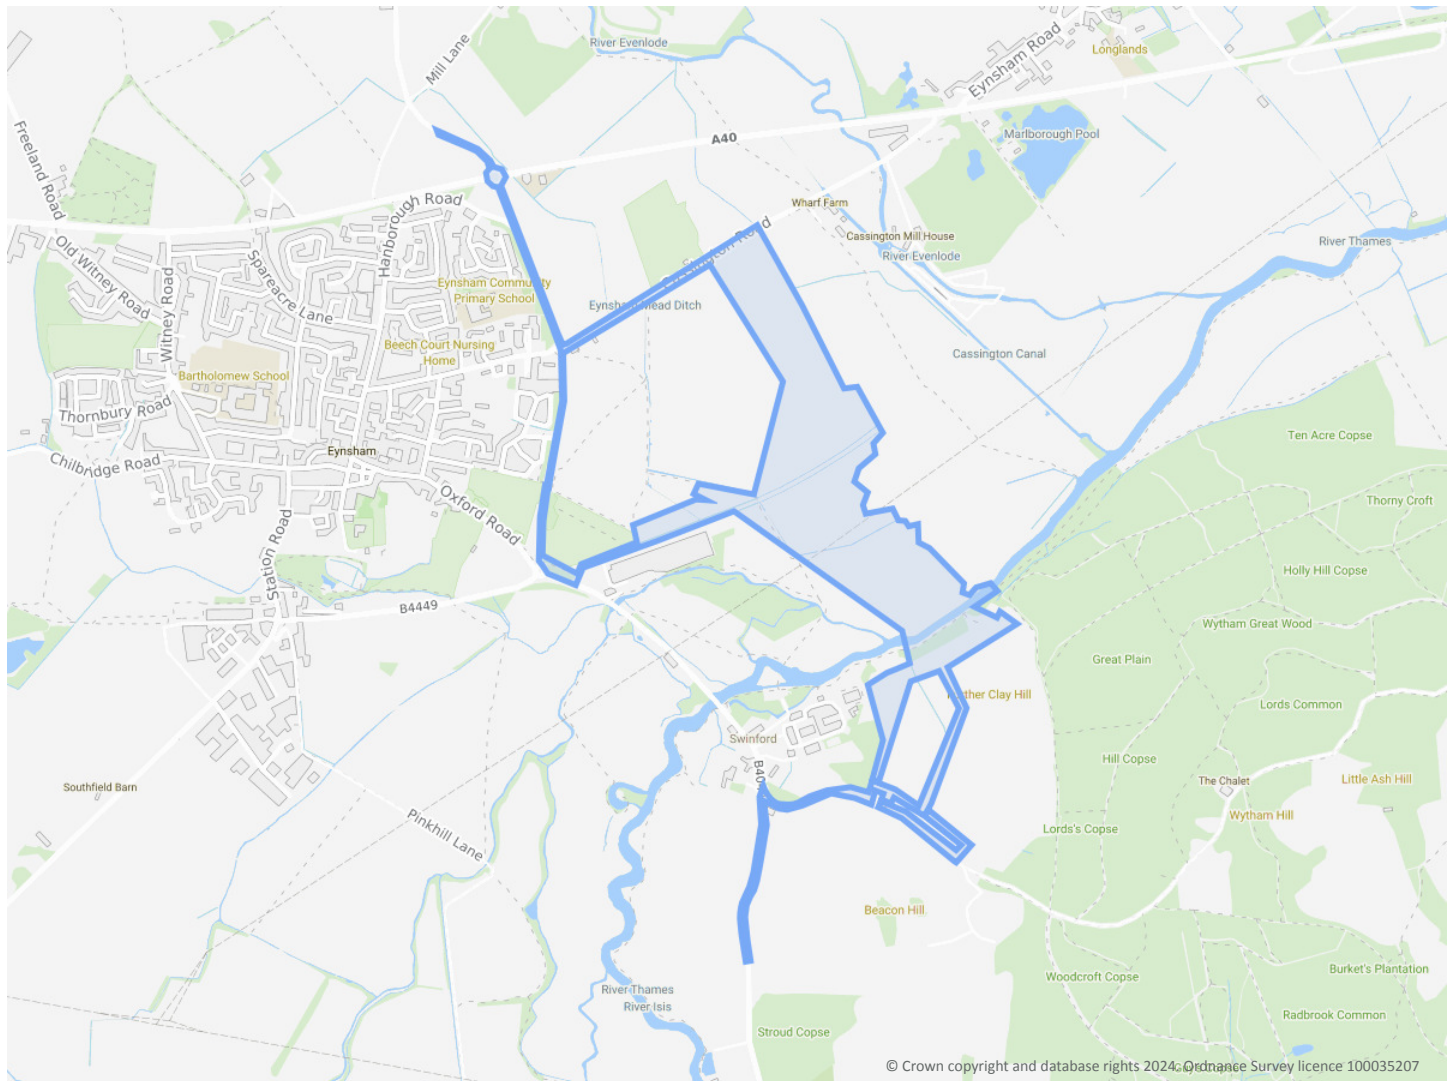 River Evenlode
Longlands
Eynsham Road
Mill Lane
A40
Marlborough Pool
Freeland Road
Hanborough Road
Wharf Farm
Cassington Mill House
River Evenlode
River Thames
Old Witney Road
Witney Road
Spareacre Lane
Eynsham Community
Primary School
Road
Eynsham Mead Ditch
Beech Court Nursing
Home
Cassington Canal
Bartholomew School
Thornbury Road
Ten Acre Copse
Eynsham
Chilbridge Road
Oxford Road
Thorny Croft
Station Road
Holly Hill Copse
B4449
Wytham Great Wood
Great Plain
Clay Hill
Lords Common
Swinford
Hill Copse
B40
The Chalet
Little Ash Hill
Southfield Barn
Wytham Hill
Pinkhill Lane
Lords's Copse
Beacon Hill
Woodcroft Copse
Burket's Plantation
River Thames
River Isis
Radbrook Common
Stroud Copse
© Crown copyright and database rights 2024. Ordnance Survey licence 100035207